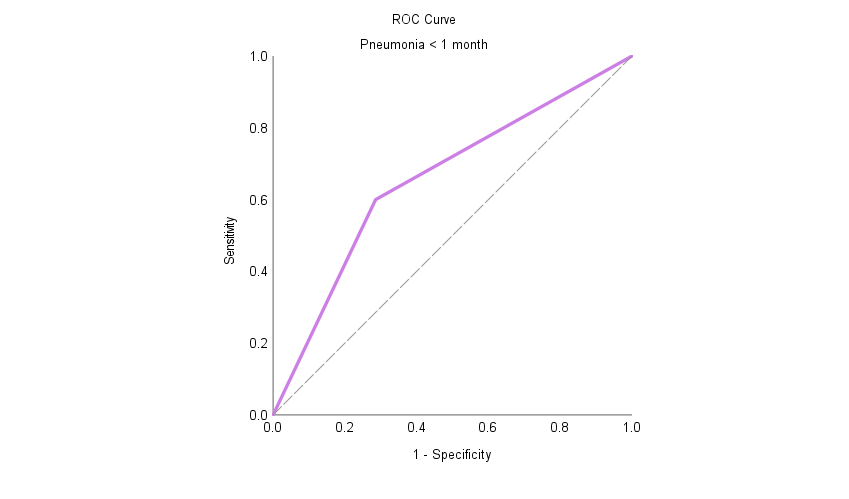 ROC Curve
Pneumonia < 1 month
1.0
0.8
0.6
0.4
0.2
0.0
Sensitivity
0.0 0.2 0.4 0.6 0.8 1.0
1 - Specificity